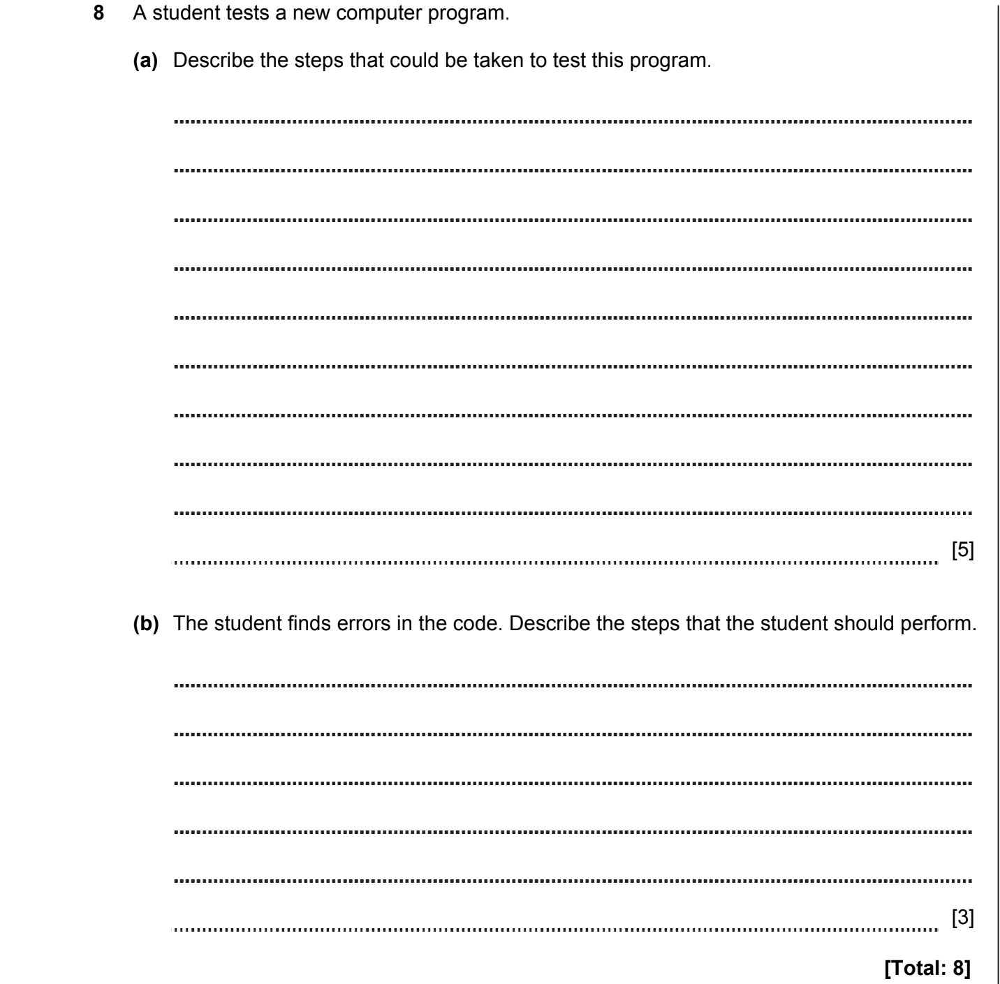 8 A student tests a new computer program.
(a) Describe the steps that could be taken to test this program.
[5]
(b) The student finds errors in the code. Describe the steps that the student should perform.
[3]
[Total: 8]